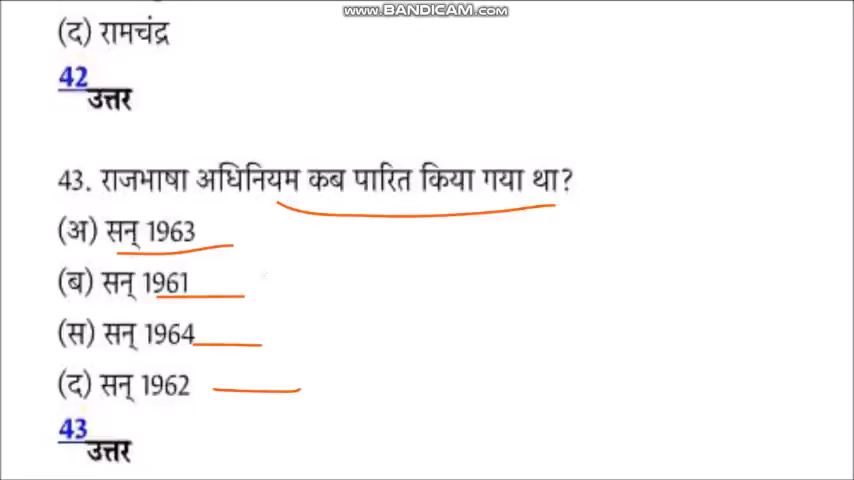 WWW.BANDICAM.COM
(द) रामचंद्र
42
उत्तर
43. राजभाषा अधिनियम कब पारित किया गया था?
(अ) सन् 1963
(ब) सन् 1961
(स) सन् 1964
(द) सन् 1962
43
उत्तर